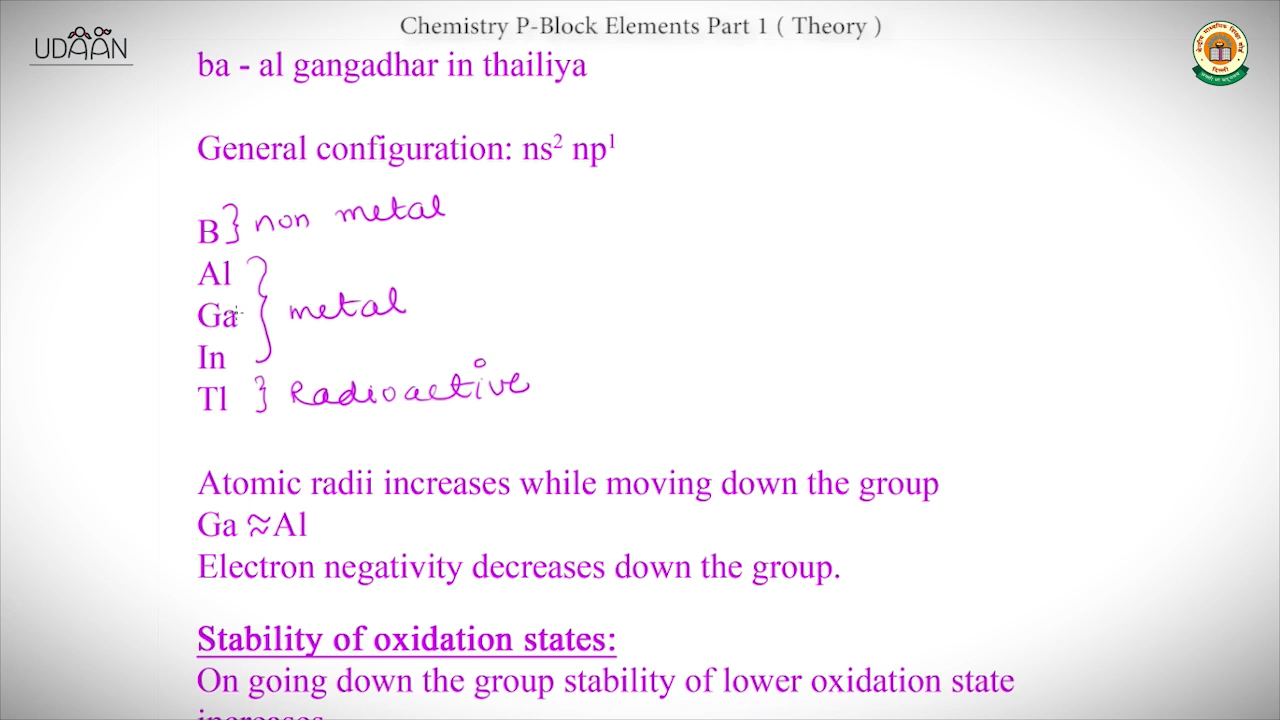 Chemistry P-Block Elements Part 1 ( Theory )
UDAAN
ba - al gangadhar in thailiya
General configuration: ns² np¹
B } non metal
Al
Ga } metal
In
Tl } Radioactive
Atomic radii increases while moving down the group
Ga ≈ Al
Electron negativity decreases down the group.
Stability of oxidation states:
On going down the group stability of lower oxidation state
increases